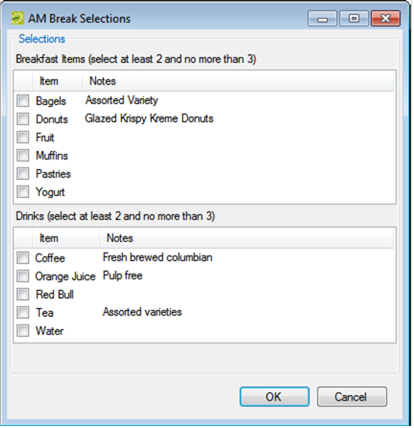 AM Break Selections
Selections
Breakfast Items (select at least 2 and no more than 3)
Item Notes
Bagels Assorted Variety
Donuts Glazed Krispy Kreme Donuts
Fruit
Muffins
Pastries
Yogurt
Drinks (select at least 2 and no more than 3)
Item Notes
Coffee Fresh brewed columbian
Orange Juice Pulp free
Red Bull
Tea Assorted varieties
Water
OK Cancel